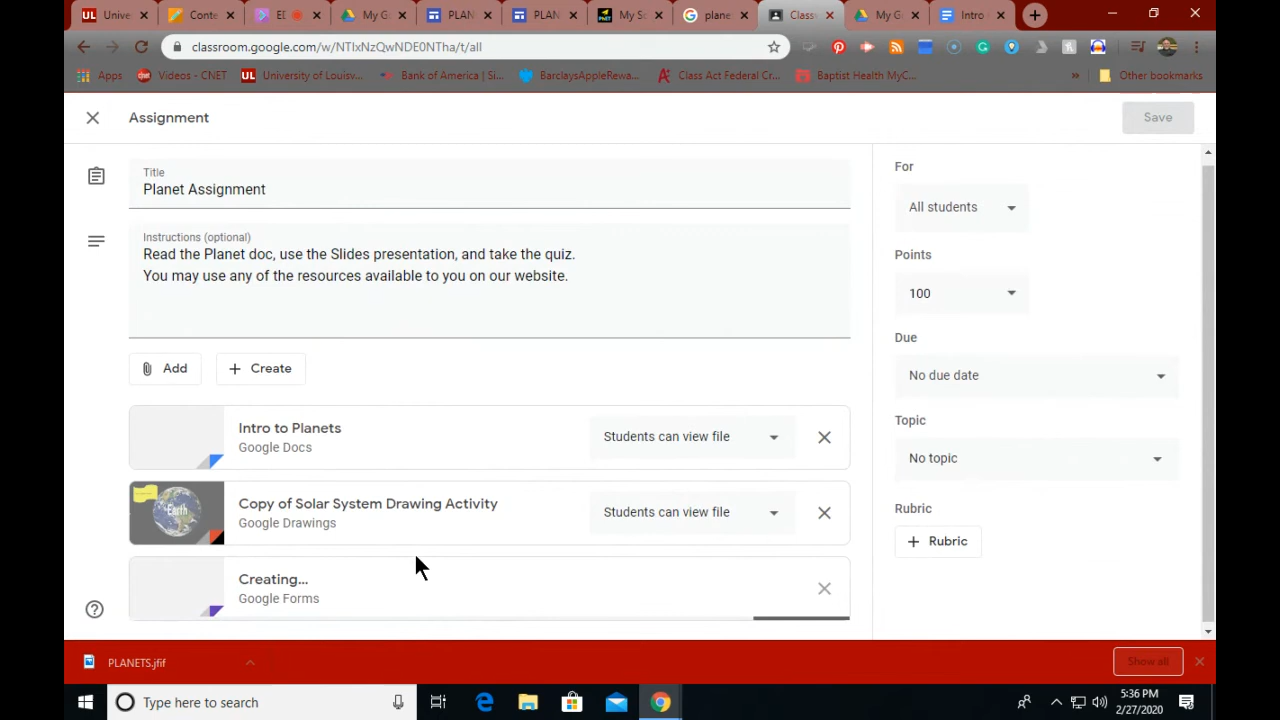 Unive
Conte
EL
My G
PLAN
PLAN
My S
plane
Class
My G
Intro
classroom.google.com/w/NTIxNzQwNDE0NTha/t/all
Apps
Videos - CNET
UL University of Louisv...
Bank of America | Si...
BarclaysAppleRewa...
Class Act Federal Cr...
Baptist Health MyC...
»
Other bookmarks
Assignment
Save
Title
Planet Assignment
Instructions (optional)
Read the Planet doc, use the Slides presentation, and take the quiz.
You may use any of the resources available to you on our website.
Add
Create
Intro to Planets
Google Docs
Students can view file
Earth
Copy of Solar System Drawing Activity
Google Drawings
Students can view file
Creating...
Google Forms
For
All students
Points
100
Due
No due date
Topic
No topic
Rubric
Rubric
PLANETS.jfif
Show all
Type here to search
5:36 PM
2/27/2020